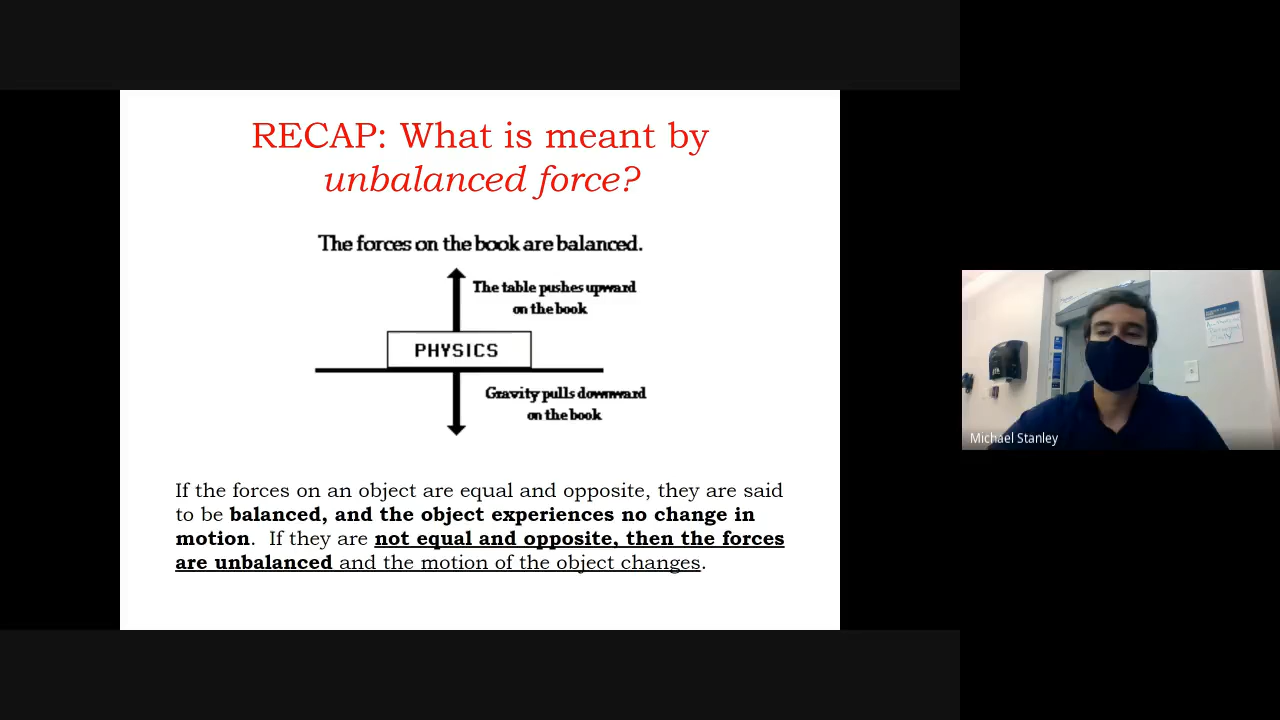 RECAP: What is meant by
unbalanced force?
The forces on the book are balanced.
The table pushes upward
on the book
PHYSICS
Gravity pulls downward
on the book
If the forces on an object are equal and opposite, they are said
to be balanced, and the object experiences no change in
motion.  If they are not equal and opposite, then the forces
are unbalanced and the motion of the object changes.
Michael Stanley